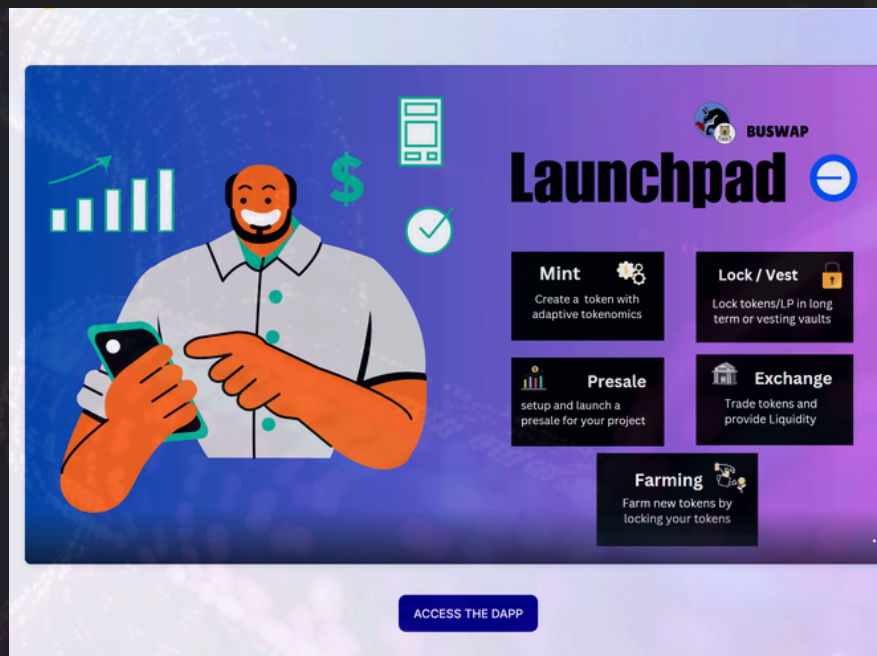 BUSWAP
Launchpad
Mint
Create a token with
adaptive tokenomics
Lock / Vest
Lock tokens/LP in long
term or vesting vaults
Presale
setup and launch a
presale for your project
Exchange
Trade tokens and
provide Liquidity
Farming
Farm new tokens by
locking your tokens
ACCESS THE DAPP